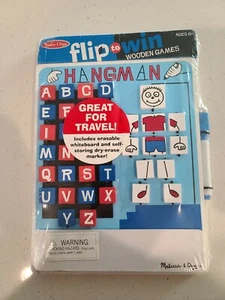 Melissa & Doug
AGES 6+
flip to win
WOODEN GAMES
HANGMAN
A B C D
E
F
I
M
GREAT
FOR
TRAVEL!
Includes erasable
whiteboard and self-
storing dry-erase
marker!
Q R S T
U V W X
Y Z
WARNING:
Melissa & Doug